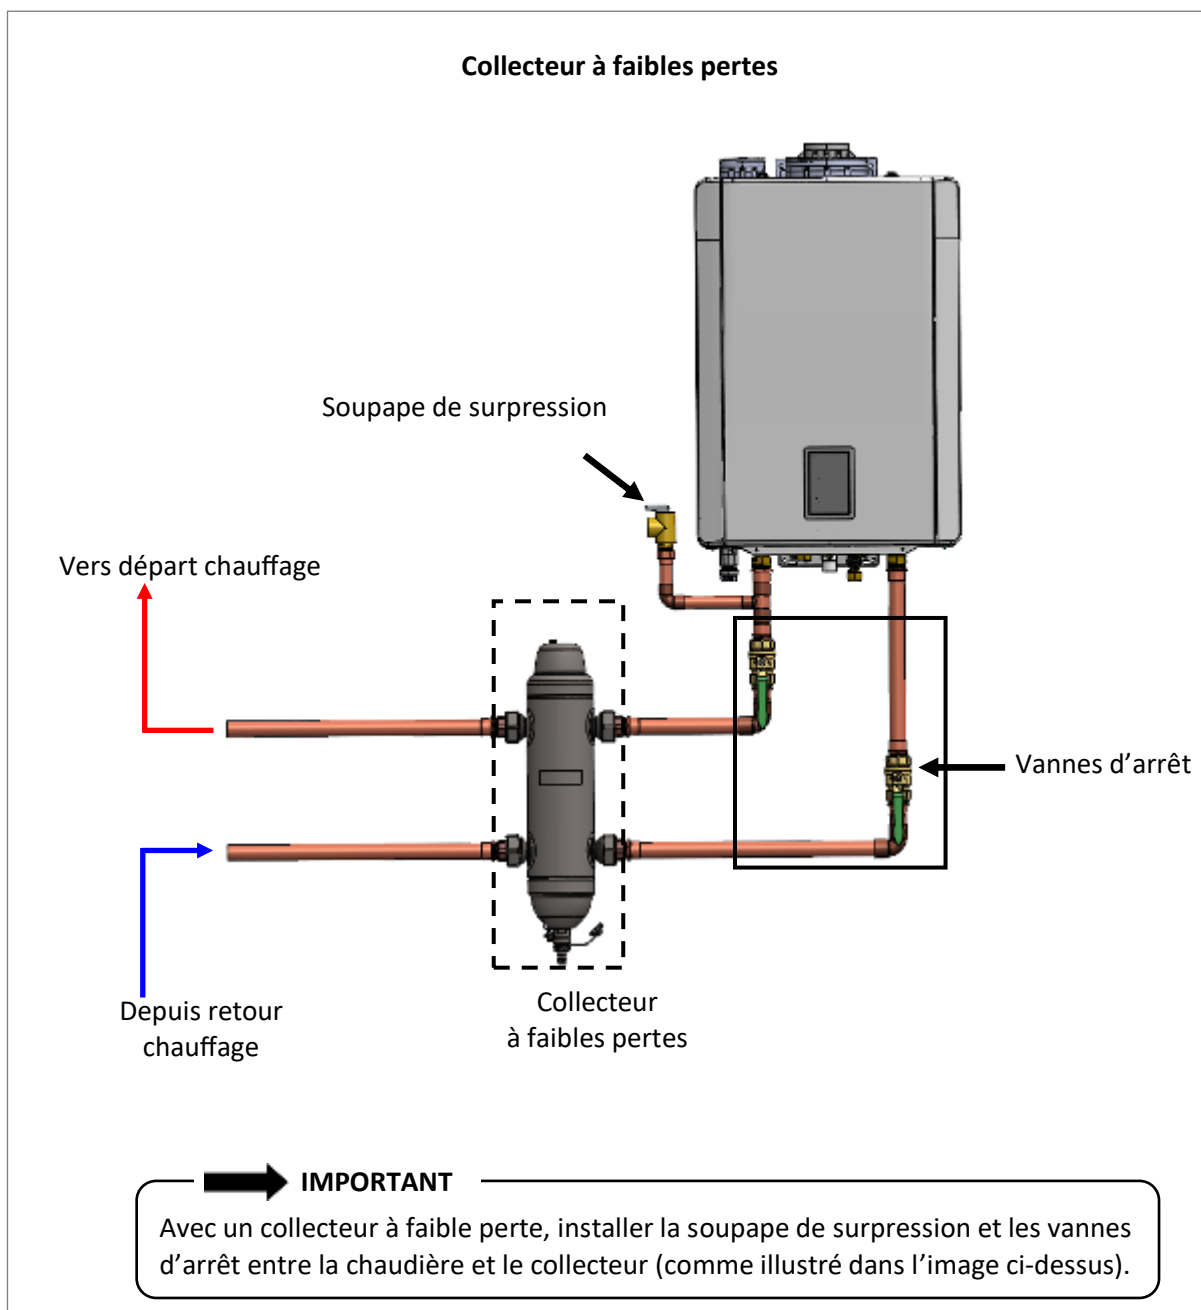 Collecteur à faibles pertes
Soupape de surpression
Vers départ chauffage
Vannes d’arrêt
Depuis retour
chauffage
Collecteur
à faibles pertes
IMPORTANT
Avec un collecteur à faible perte, installer la soupape de surpression et les vannes
d’arrêt entre la chaudière et le collecteur (comme illustré dans l’image ci-dessus).